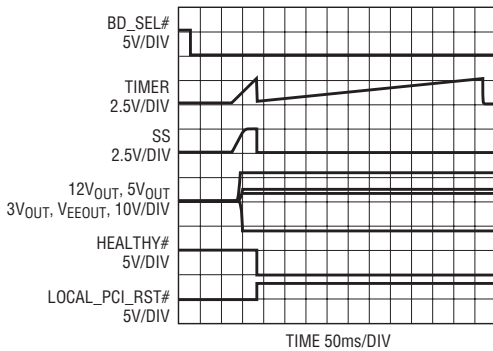 BD_SEL#
5V/DIV
TIMER
2.5V/DIV
SS
2.5V/DIV
12VOUT, 5VOUT
3VOUT, VEEOUT, 10V/DIV
HEALTHY#
5V/DIV
LOCAL_PCI_RST#
5V/DIV
TIME 50ms/DIV